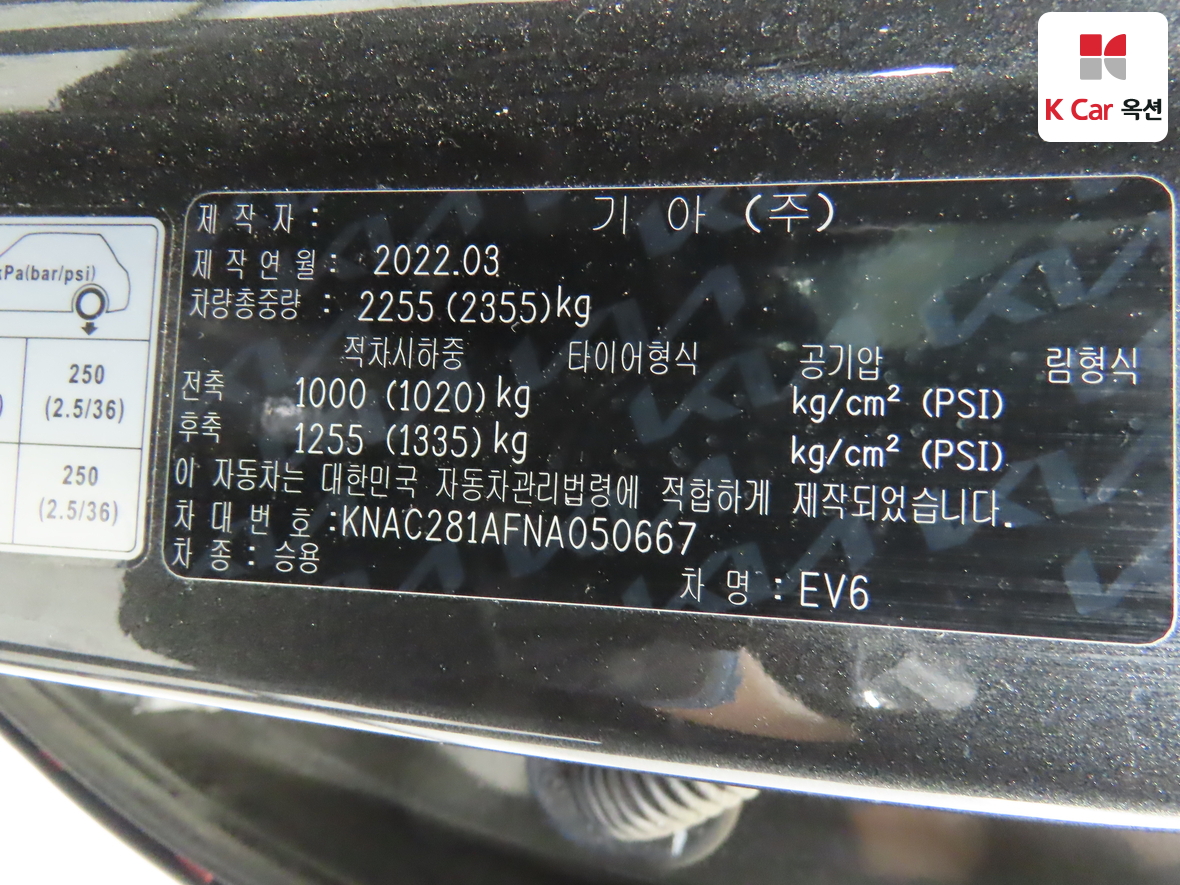 K Car 옥션
제 작 자 : 기 아 (주)
제 작 연 월 : 2022.03
차량총중량 : 2255 (2355)kg
적차시하중 타이어형식 공기압 림형식
전축 1000 (1020) kg kg/cm² (PSI)
후축 1255 (1335) kg kg/cm² (PSI)
이 자동차는 대한민국 자동차관리법령에 적합하게 제작되었습니다.
차 대 번 호 :KNAC281AFNA050667
차 종 : 승용 차 명 : EV6
kPa(bar/psi)
250
(2.5/36)
250
(2.5/36)